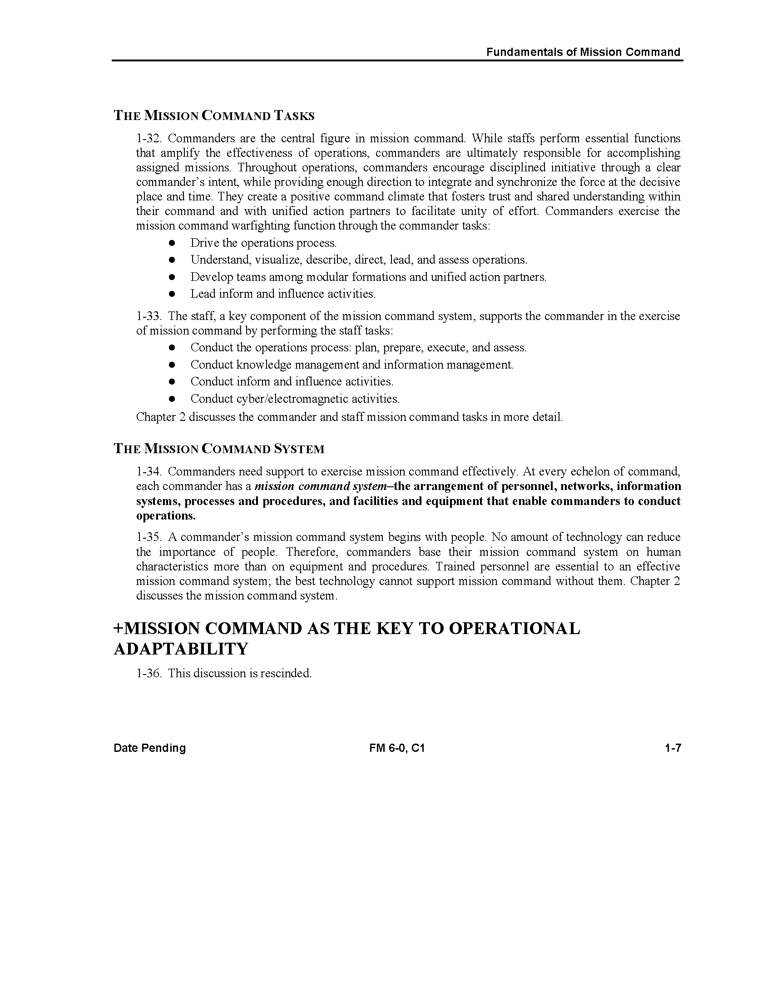 Fundamentals of Mission Command
THE MISSION COMMAND TASKS
1-32. Commanders are the central figure in mission command. While staffs perform essential functions
that amplify the effectiveness of operations, commanders are ultimately responsible for accomplishing
assigned missions. Throughout operations, commanders encourage disciplined initiative through a clear
commander’s intent, while providing enough direction to integrate and synchronize the force at the decisive
place and time. They create a positive command climate that fosters trust and shared understanding within
their command and with unified action partners to facilitate unity of effort. Commanders exercise the
mission command warfighting function through the commander tasks:
● Drive the operations process.
● Understand, visualize, describe, direct, lead, and assess operations.
● Develop teams among modular formations and unified action partners.
● Lead inform and influence activities.
1-33. The staff, a key component of the mission command system, supports the commander in the exercise
of mission command by performing the staff tasks:
● Conduct the operations process: plan, prepare, execute, and assess.
● Conduct knowledge management and information management.
● Conduct inform and influence activities.
● Conduct cyber/electromagnetic activities.
Chapter 2 discusses the commander and staff mission command tasks in more detail.
THE MISSION COMMAND SYSTEM
1-34. Commanders need support to exercise mission command effectively. At every echelon of command,
each commander has a mission command system–the arrangement of personnel, networks, information
systems, processes and procedures, and facilities and equipment that enable commanders to conduct
operations.
1-35. A commander’s mission command system begins with people. No amount of technology can reduce
the importance of people. Therefore, commanders base their mission command system on human
characteristics more than on equipment and procedures. Trained personnel are essential to an effective
mission command system; the best technology cannot support mission command without them. Chapter 2
discusses the mission command system.
+MISSION COMMAND AS THE KEY TO OPERATIONAL
ADAPTABILITY
1-36. This discussion is rescinded.
Date Pending FM 6-0, C1 1-7